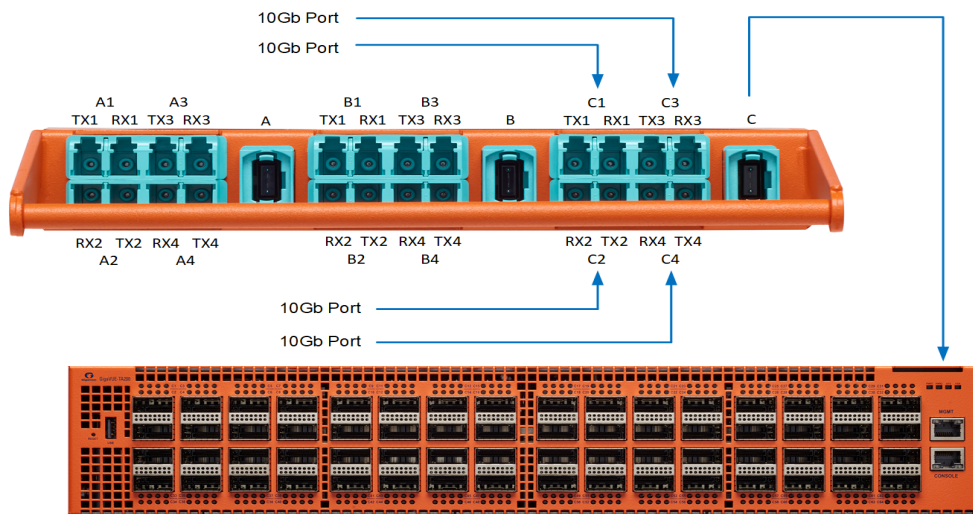 10Gb Port
10Gb Port
A1 A3 B1 B3 C1 C3
TX1 RX1 TX3 RX3 A TX1 RX1 TX3 RX3 B TX1 RX1 TX3 RX3 C
RX2 TX2 RX4 TX4 RX2 TX2 RX4 TX4 RX2 TX2 RX4 TX4
A2 A4 B2 B4 C2 C4
10Gb Port
10Gb Port
MGMT
CONSOLE